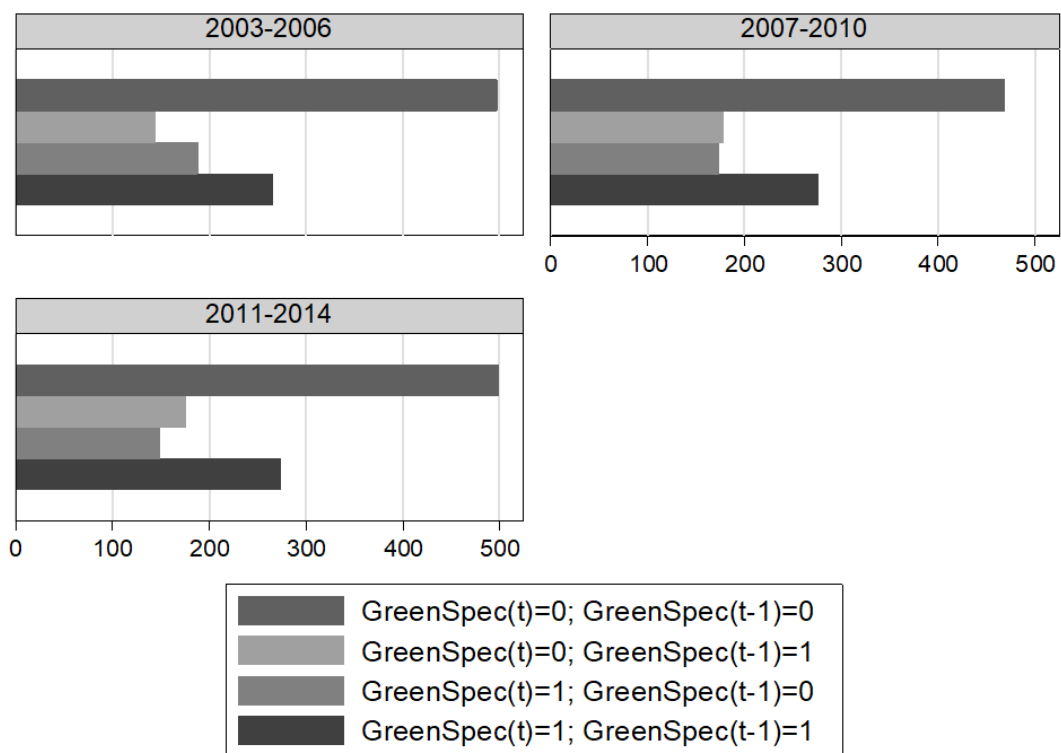 2003-2006
2007-2010
0 100 200 300 400 500
2011-2014
0 100 200 300 400 500
GreenSpec(t)=0; GreenSpec(t-1)=0
GreenSpec(t)=0; GreenSpec(t-1)=1
GreenSpec(t)=1; GreenSpec(t-1)=0
GreenSpec(t)=1; GreenSpec(t-1)=1